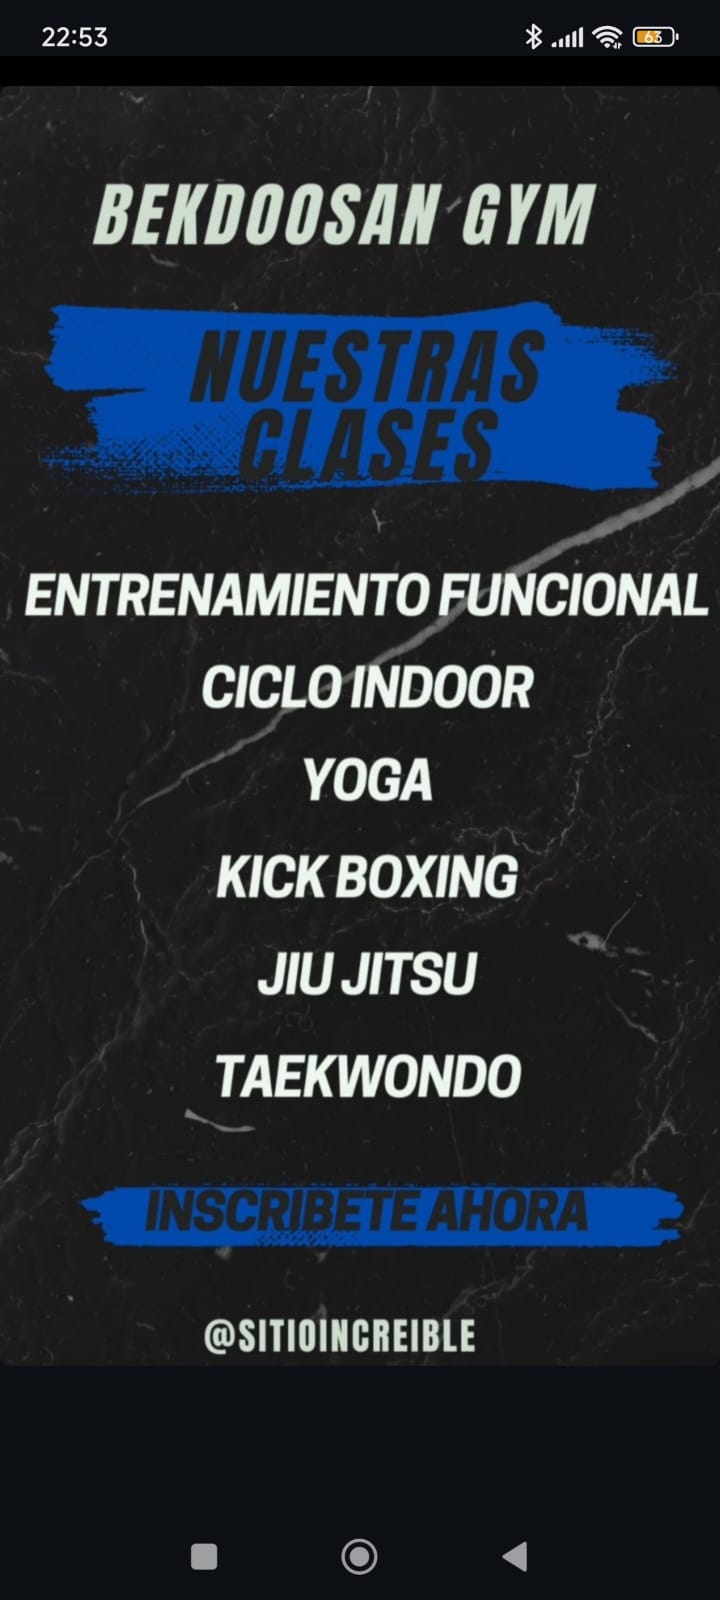 22:53
63
BEKDOOSAN GYM
NUESTRAS
CLASES
ENTRENAMIENTO FUNCIONAL
CICLO INDOOR
YOGA
KICK BOXING
JIU JITSU
TAEKWONDO
INSCRIBETE AHORA
@SITIOINCREIBLE